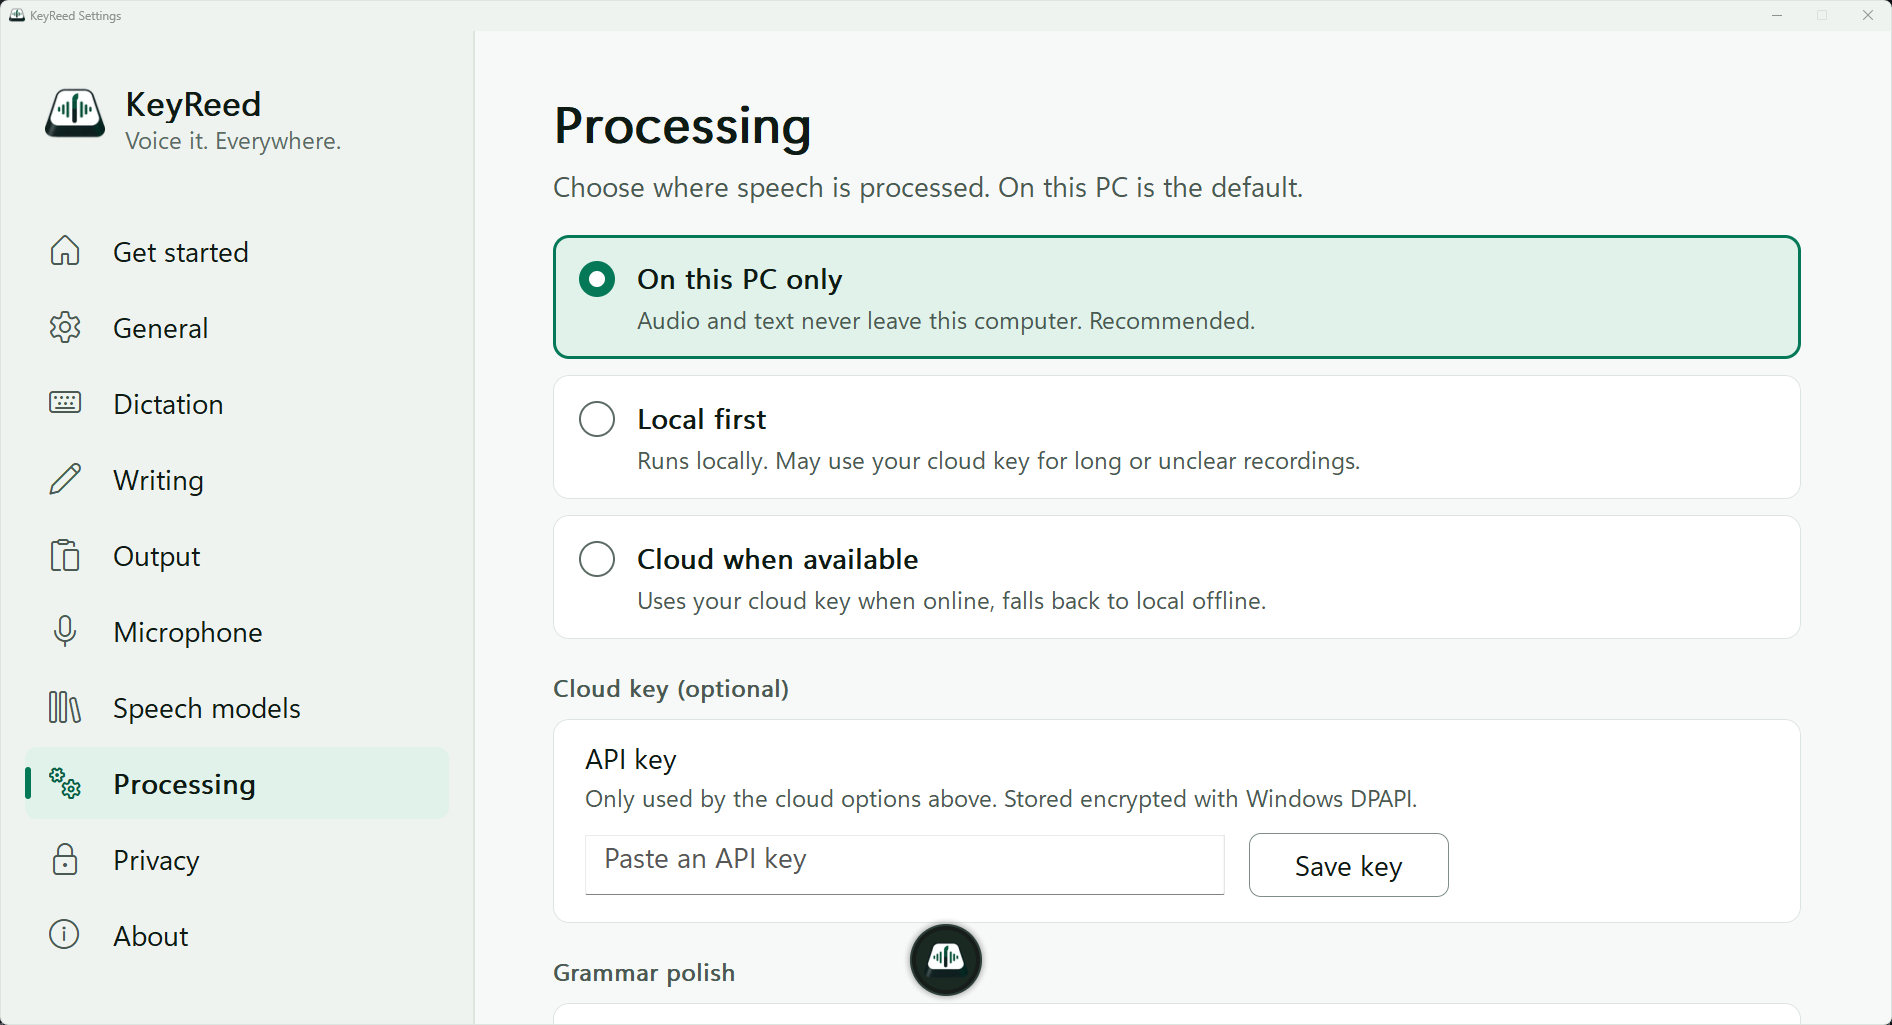 KeyReed Settings
KeyReed
Voice it. Everywhere.
Get started
General
Dictation
Writing
Output
Microphone
Speech models
Processing
Privacy
About
Processing
Choose where speech is processed. On this PC is the default.
On this PC only
Audio and text never leave this computer. Recommended.
Local first
Runs locally. May use your cloud key for long or unclear recordings.
Cloud when available
Uses your cloud key when online, falls back to local offline.
Cloud key (optional)
API key
Only used by the cloud options above. Stored encrypted with Windows DPAPI.
Paste an API key
Save key
Grammar polish